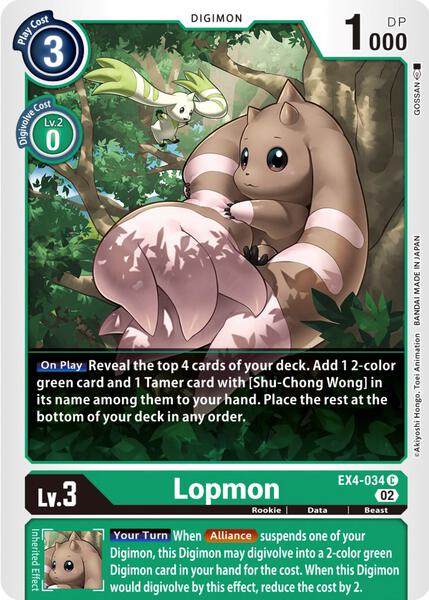 DIGIMON
Play Cost
3
DP
1000
Digivolve Cost
Lv.2
0
GOSSAN
©Akiyoshi Hongo, Toei Animation BANDAI MADE IN JAPAN
On Play Reveal the top 4 cards of your deck. Add 1 2-color
green card and 1 Tamer card with [Shu-Chong Wong] in
its name among them to your hand. Place the rest at the
bottom of your deck in any order.
EX4-034 C
Lv.3
Lopmon
02
Rookie | Data | Beast
Inherited Effect
Your Turn When Alliance suspends one of your
Digimon, this Digimon may digivolve into a 2-color green
Digimon card in your hand for the cost. When this Digimon
would digivolve by this effect, reduce the cost by 2.